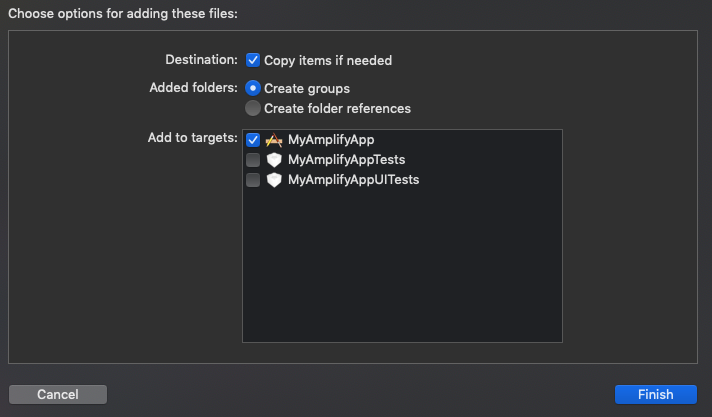 Choose options for adding these files:
Destination: Copy items if needed
Added folders: Create groups
Create folder references
Add to targets: MyAmplifyApp
MyAmplifyAppTests
MyAmplifyAppUITests
Cancel Finish